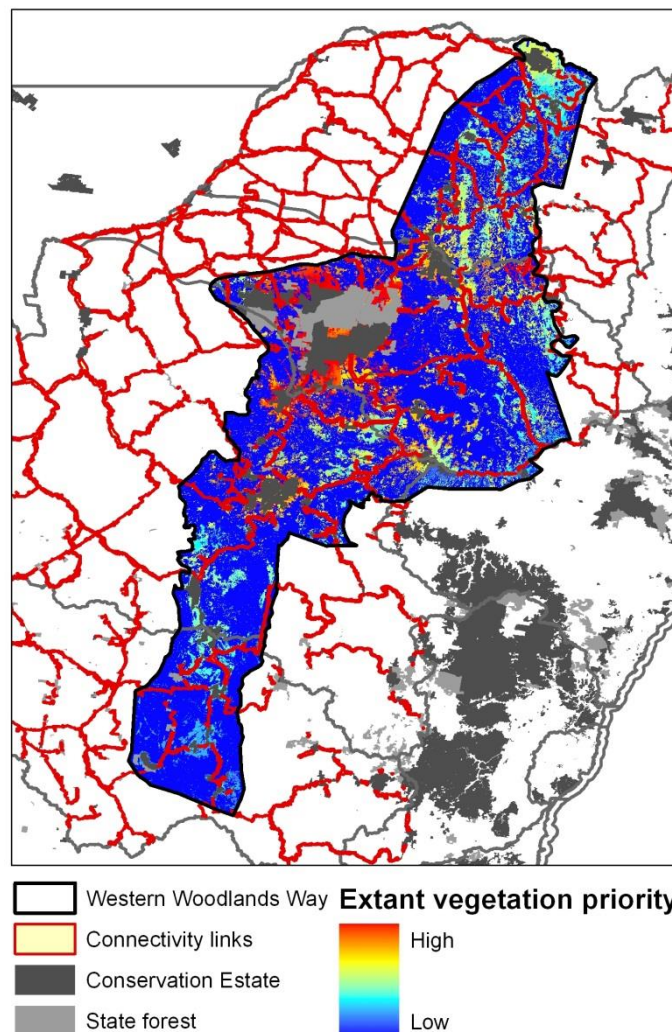 Western Woodlands Way
Connectivity links
Conservation Estate
State forest
Extant vegetation priority
High
Low